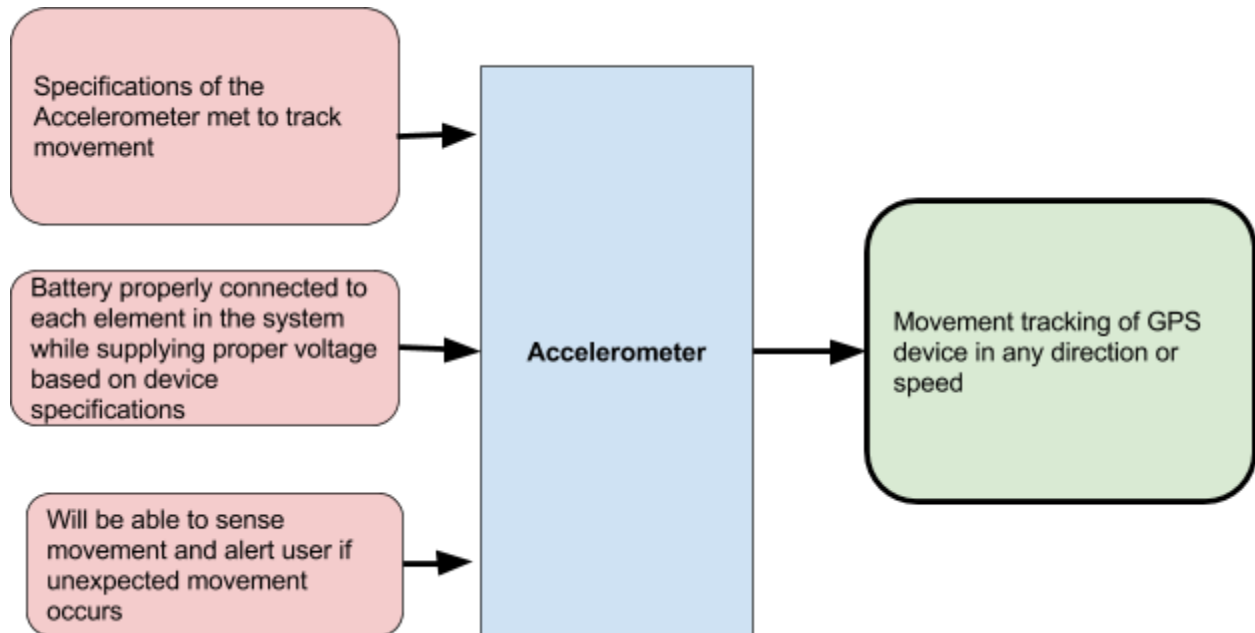 Specifications of the
Accelerometer met to track
movement
Battery properly connected to
each element in the system
while supplying proper voltage
based on device
specifications
Will be able to sense
movement and alert user if
unexpected movement
occurs
Accelerometer
Movement tracking of GPS
device in any direction or
speed